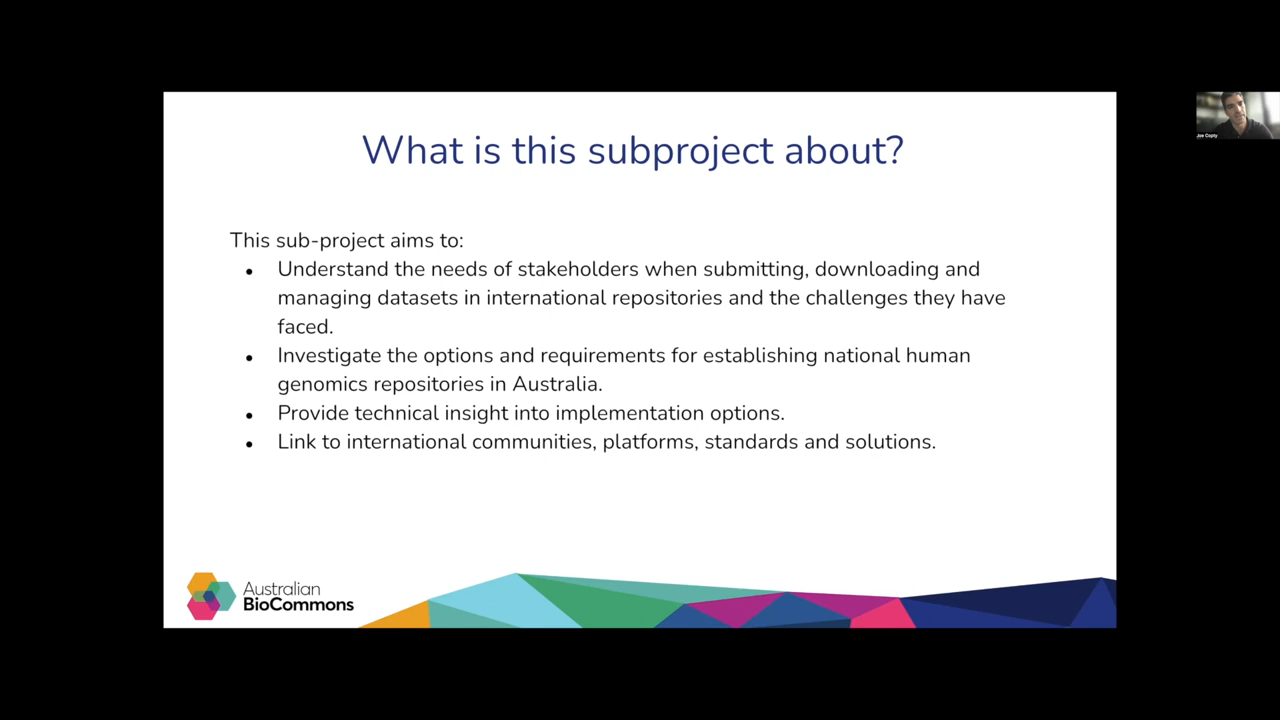 What is this subproject about?
This sub-project aims to:
• Understand the needs of stakeholders when submitting, downloading and
managing datasets in international repositories and the challenges they have
faced.
• Investigate the options and requirements for establishing national human
genomics repositories in Australia.
• Provide technical insight into implementation options.
• Link to international communities, platforms, standards and solutions.
Australian
BioCommons
Joe Copty